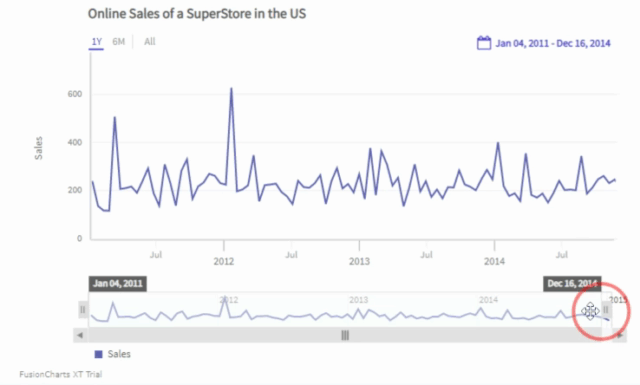 Online Sales of a SuperStore in the US
1Y 6M All
Jan 04, 2011 - Dec 16, 2014
600
400
200
0
Sales
Jul 2012 Jul 2013 Jul 2014 Jul
Jan 04, 2011 Dec 16, 2014
2012 2013 2014 2015
Sales
FusionCharts XT Trial